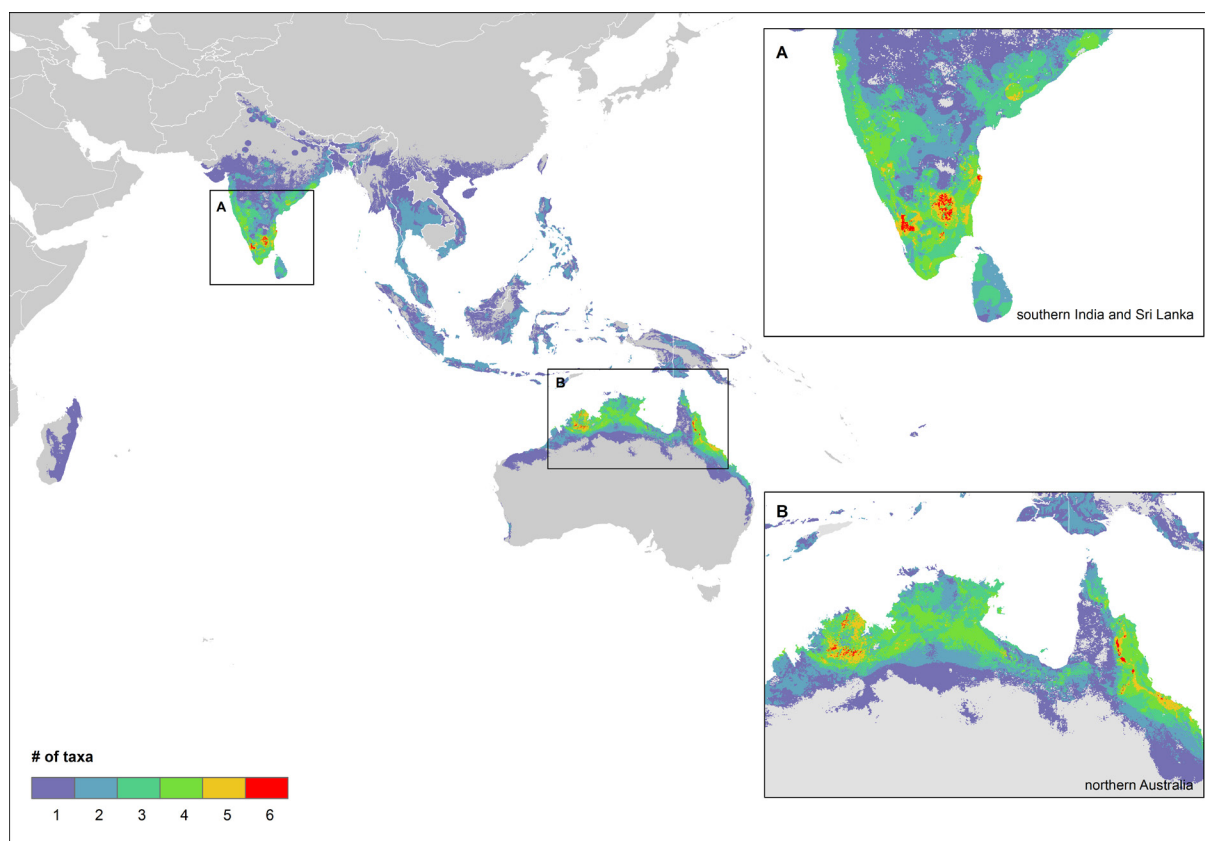 A
southern India and Sri Lanka
A
B
B
northern Australia
# of taxa
1 2 3 4 5 6